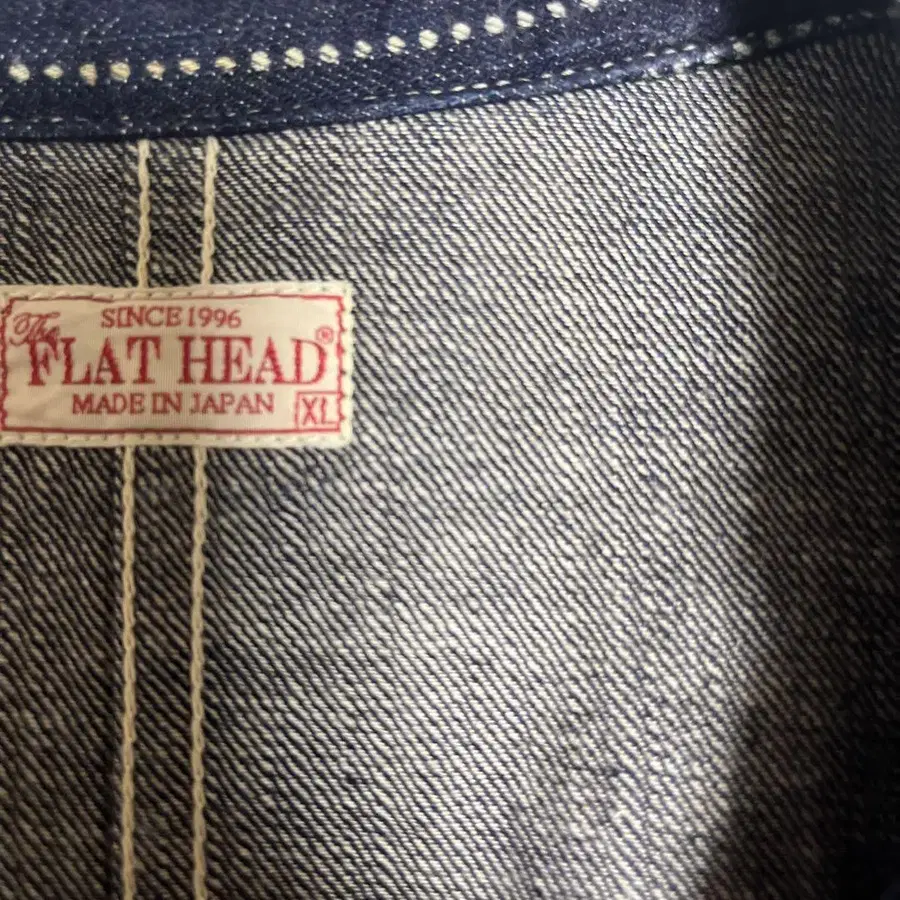 SINCE 1996
The
FLAT HEAD®
MADE IN JAPAN
XL